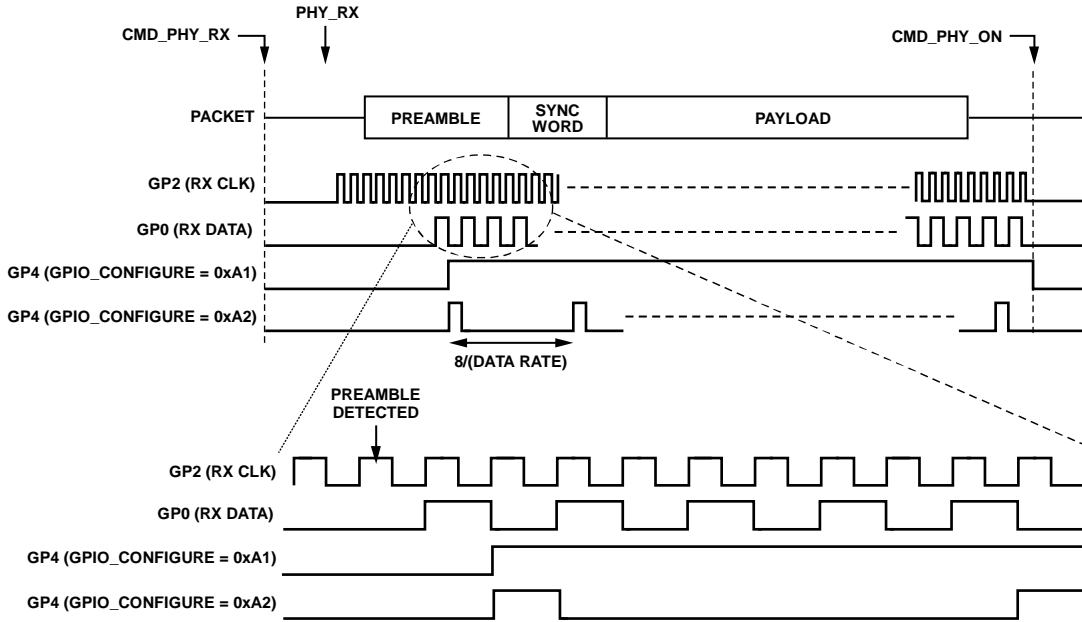 PHY_RX
CMD_PHY_RX
CMD_PHY_ON
PACKET
PREAMBLE
SYNC
WORD
PAYLOAD
GP2 (RX CLK)
GP0 (RX DATA)
GP4 (GPIO_CONFIGURE = 0xA1)
GP4 (GPIO_CONFIGURE = 0xA2)
8/(DATA RATE)
PREAMBLE
DETECTED
GP2 (RX CLK)
GP0 (RX DATA)
GP4 (GPIO_CONFIGURE = 0xA1)
GP4 (GPIO_CONFIGURE = 0xA2)